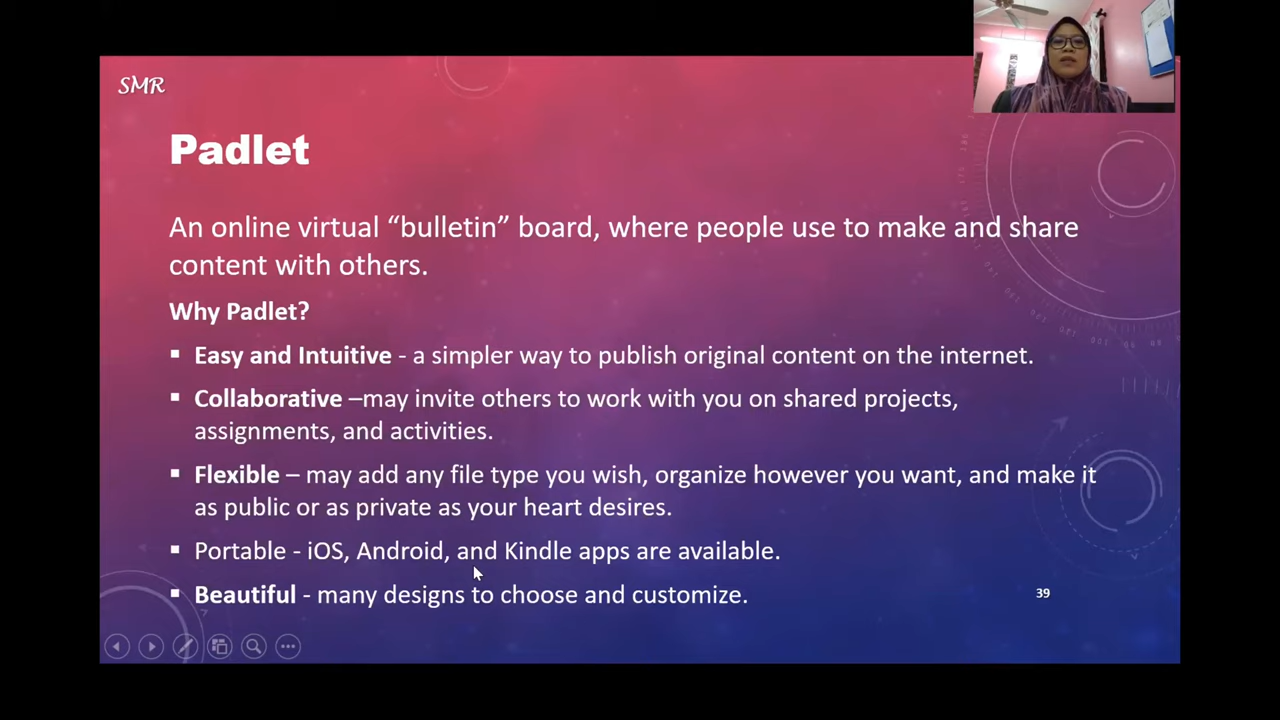 SMR
Padlet
An online virtual “bulletin” board, where people use to make and share
content with others.
Why Padlet?
▪ Easy and Intuitive - a simpler way to publish original content on the internet.
▪ Collaborative –may invite others to work with you on shared projects,
assignments, and activities.
▪ Flexible – may add any file type you wish, organize however you want, and make it
as public or as private as your heart desires.
▪ Portable - iOS, Android, and Kindle apps are available.
▪ Beautiful - many designs to choose and customize.
39